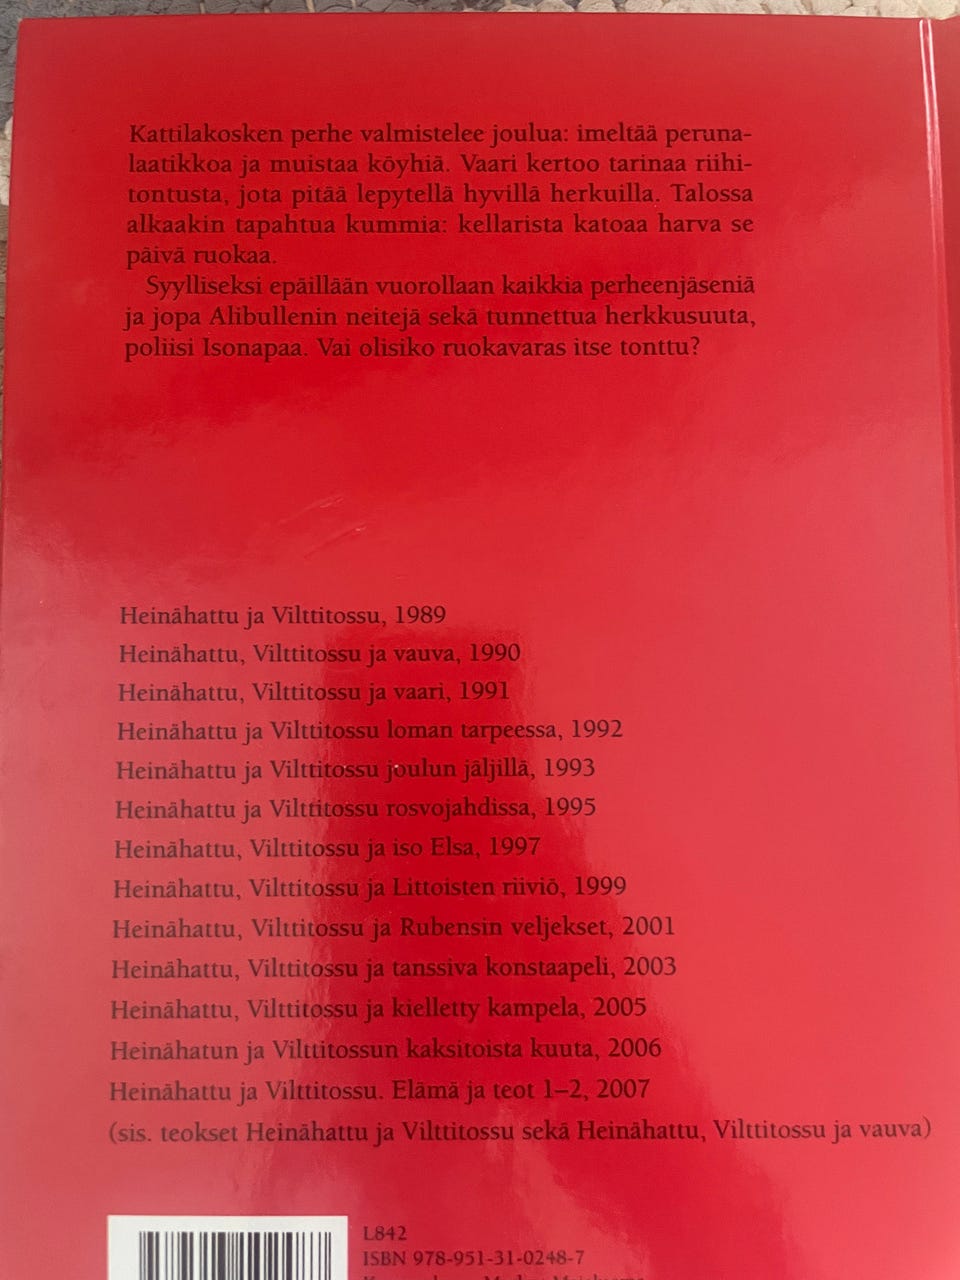 Kattilakosken perhe valmistelee joulua: imeltää peruna-
laatikkoa ja muistaa köyhiä. Vaari kertoo tarinaa riihi-
tontusta, jota pitää lepytellä hyvillä herkuilla. Talossa
alkaakin tapahtua kummia: kellarista katoaa harva se
päivä ruokaa.
Syylliseksi epäillään vuorollaan kaikkia perheenjäseniä
ja jopa Alibullenin neitejä sekä tunnettua herkkusuuta,
poliisi Isonapaa. Vai olisiko ruokavaras itse tonttu?
Heinähattu ja Vilttitossu, 1989
Heinähattu, Vilttitossu ja vauva, 1990
Heinähattu, Vilttitossu ja vaari, 1991
Heinähattu ja Vilttitossu loman tarpeessa, 1992
Heinähattu ja Vilttitossu joulun jäljillä, 1993
Heinähattu ja Vilttitossu rosvojahdissa, 1995
Heinähattu, Vilttitossu ja iso Elsa, 1997
Heinähattu, Vilttitossu ja Littoisten riiviö, 1999
Heinähattu, Vilttitossu ja Rubensin veljekset, 2001
Heinähattu, Vilttitossu ja tanssiva konstaapeli, 2003
Heinähattu, Vilttitossu ja kielletty kampela, 2005
Heinähatun ja Vilttitossun kaksitoista kuuta, 2006
Heinähattu ja Vilttitossu. Elämä ja teot 1–2, 2007
(sis. teokset Heinähattu ja Vilttitossu sekä Heinähattu, Vilttitossu ja vauva)
L842
ISBN 978-951-31-0248-7